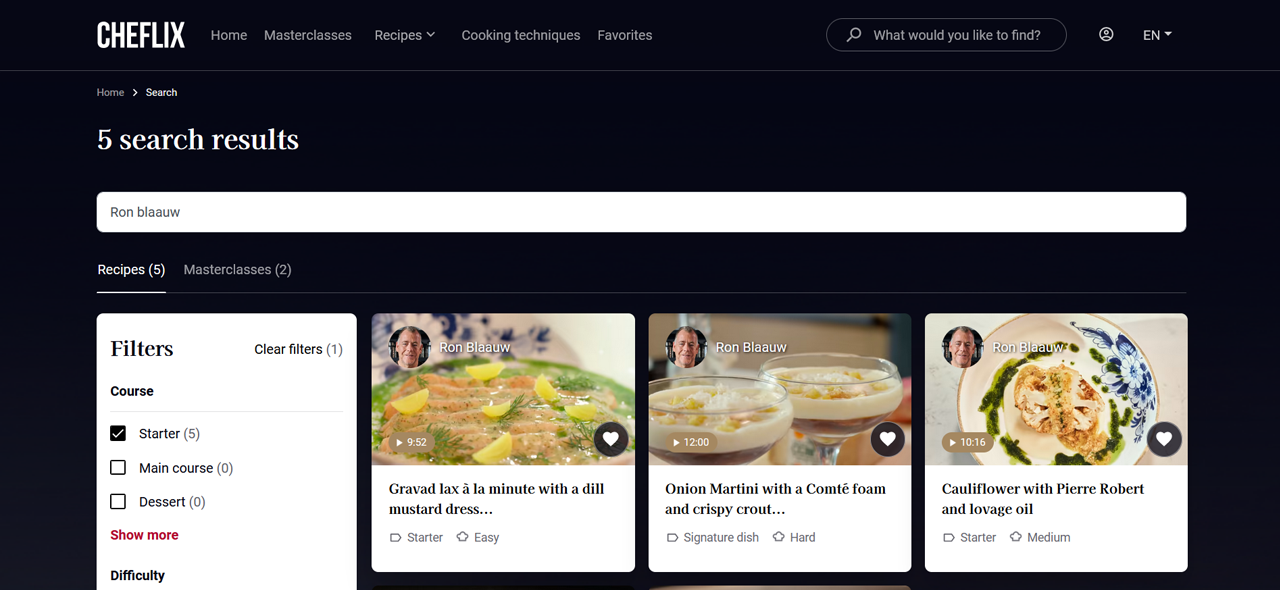 CHEFLIX Home Masterclasses Recipes Cooking techniques Favorites What would you like to find? EN
Home Search
5 search results
Ron blaauw
Recipes (5) Masterclasses (2)
Filters Clear filters (1)
Course
Starter (5)
Main course (0)
Dessert (0)
Show more
Difficulty
Ron Blaauw
9:52
Gravad lax à la minute with a dill
mustard dress...
Starter Easy
Ron Blaauw
12:00
Onion Martini with a Comté foam
and crispy crout...
Signature dish Hard
Ron Blaauw
10:16
Cauliflower with Pierre Robert
and lovage oil
Starter Medium